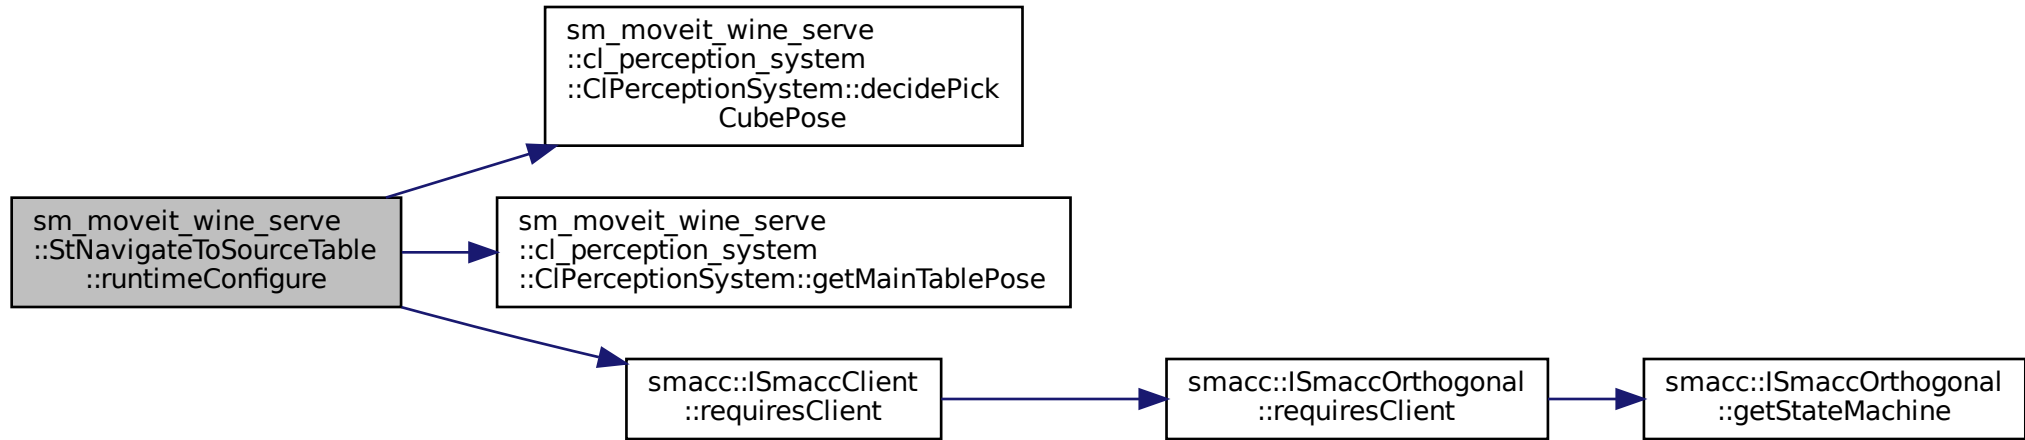 sm_moveit_wine_serve
::cl_perception_system
::ClPerceptionSystem::decidePick
CubePose
sm_moveit_wine_serve
::StNavigateToSourceTable
::runtimeConfigure
sm_moveit_wine_serve
::cl_perception_system
::ClPerceptionSystem::getMainTablePose
smacc::ISmaccClient
::requiresClient
smacc::ISmaccOrthogonal
::requiresClient
smacc::ISmaccOrthogonal
::getStateMachine